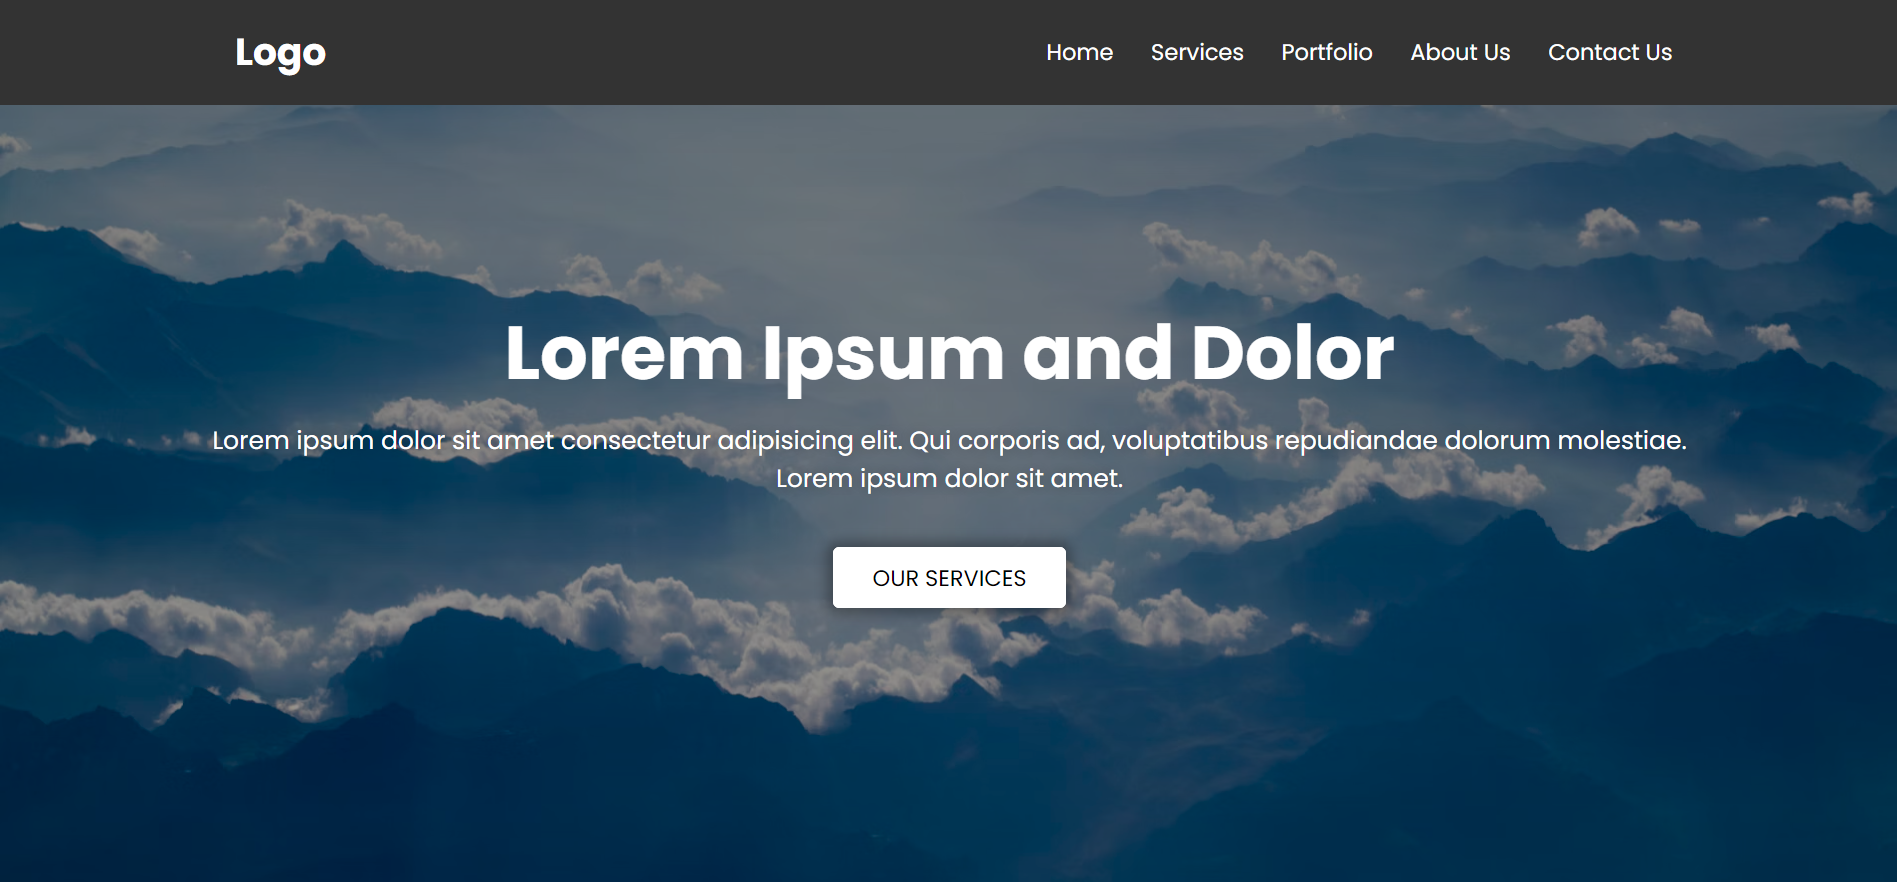 Logo
Home Services Portfolio About Us Contact Us
Lorem Ipsum and Dolor
Lorem ipsum dolor sit amet consectetur adipisicing elit. Qui corporis ad, voluptatibus repudiandae dolorum molestiae.
Lorem ipsum dolor sit amet.
OUR SERVICES